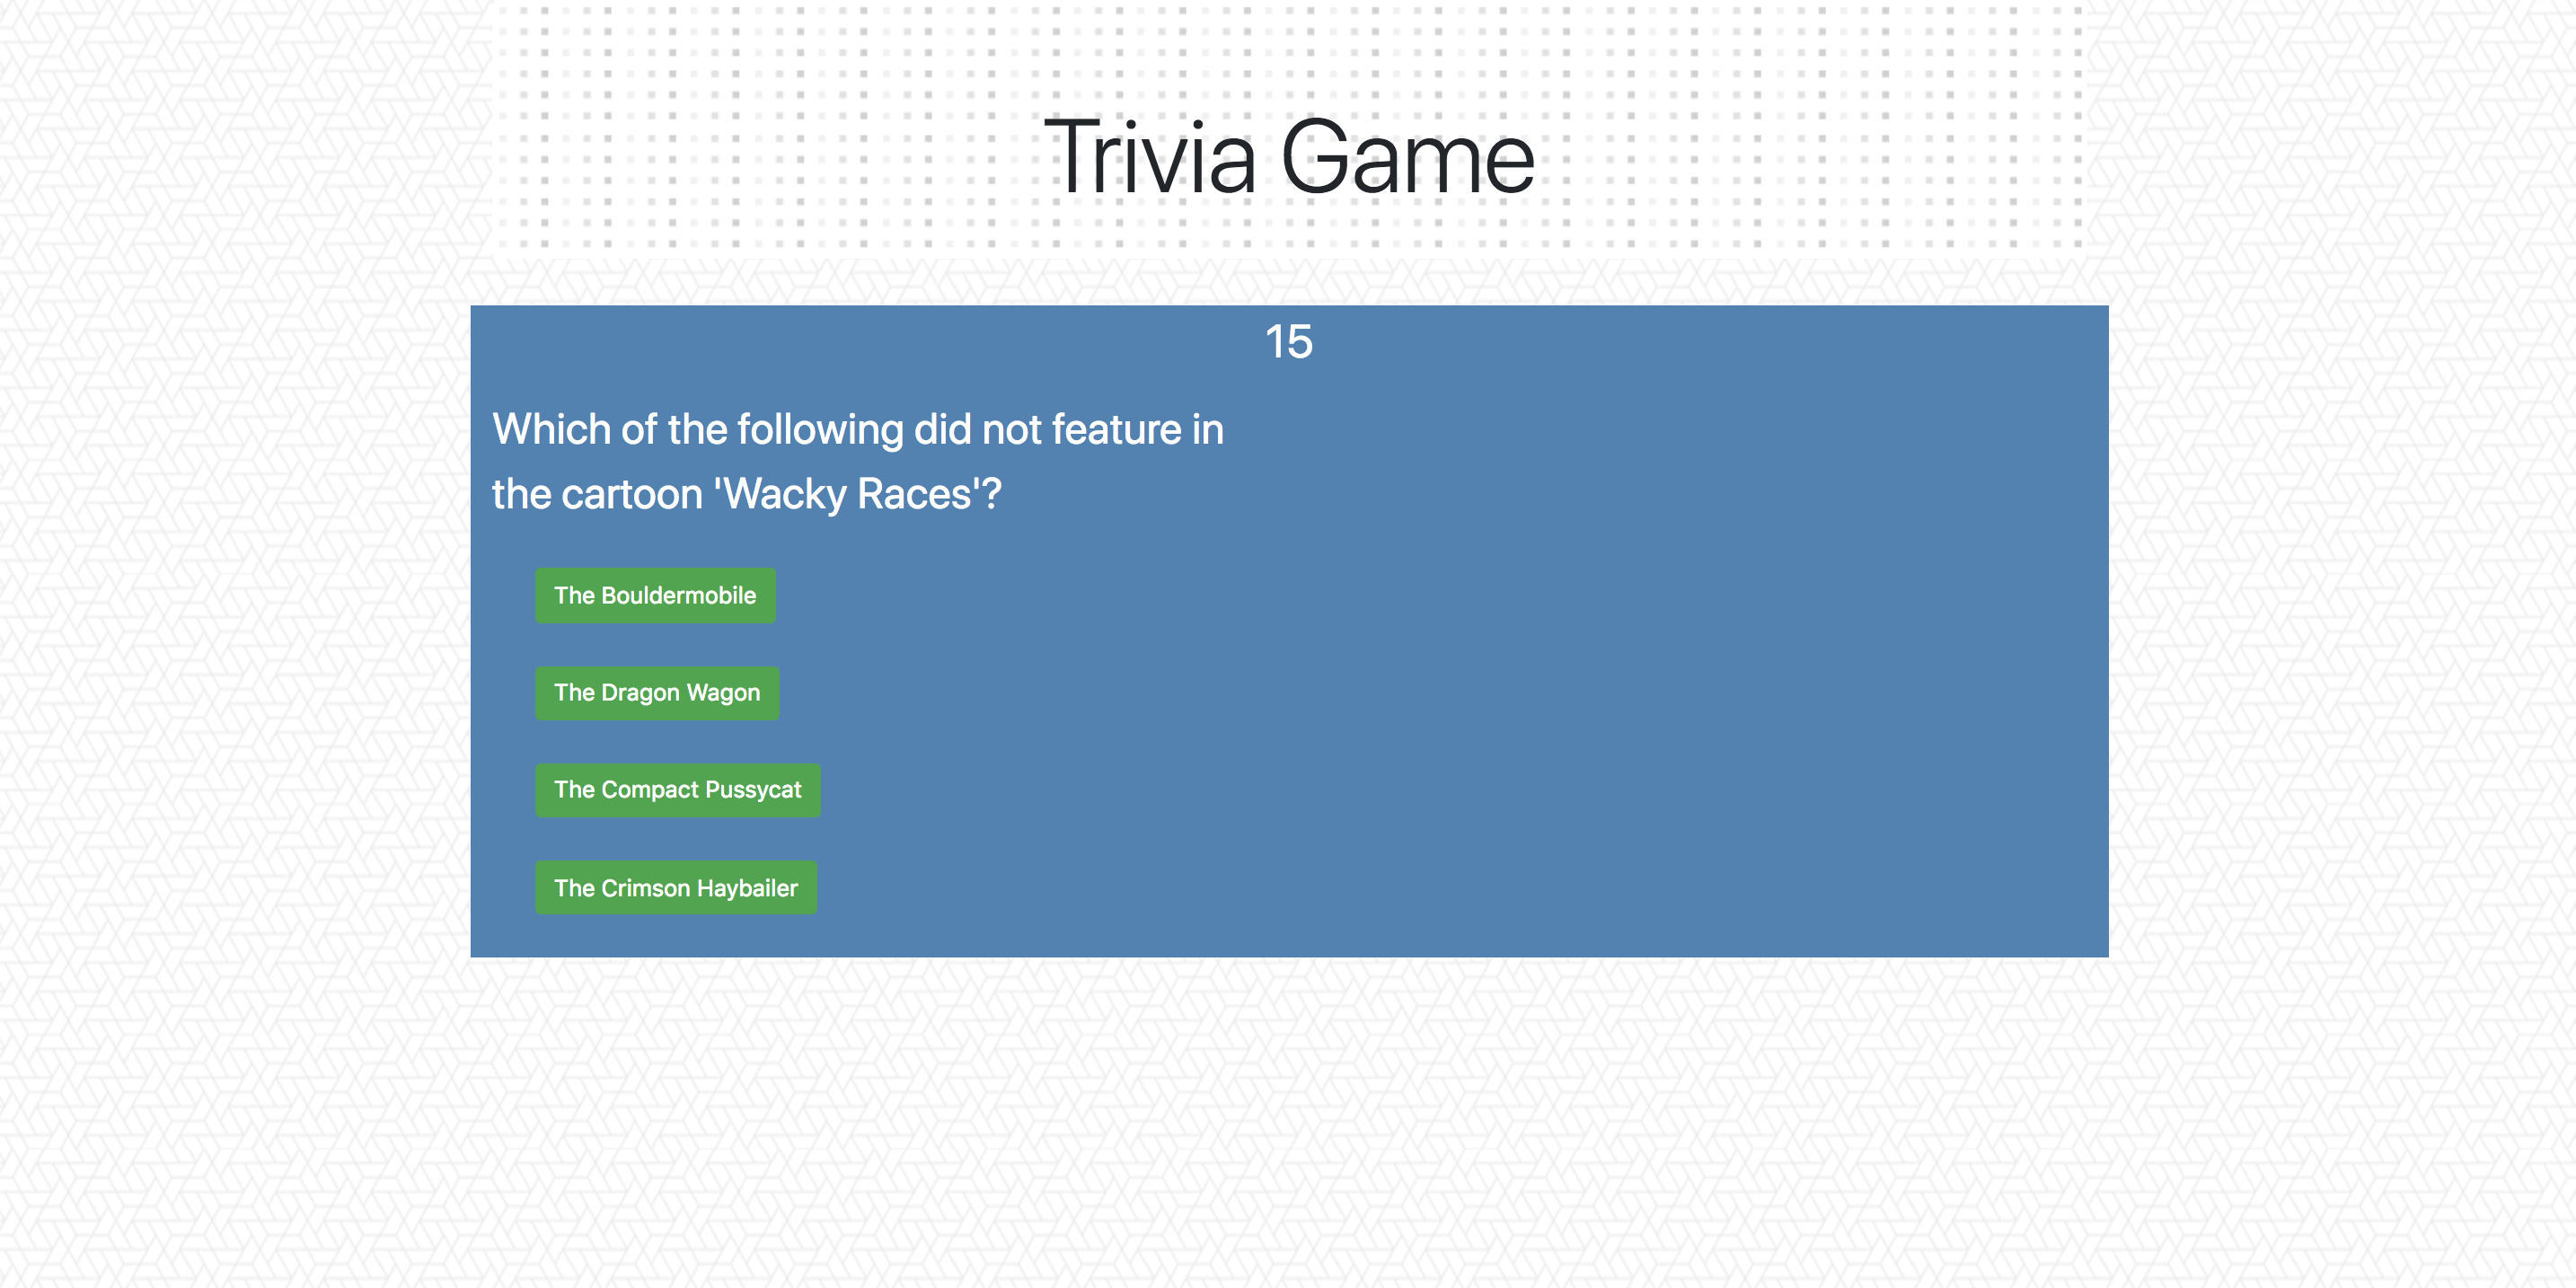 Trivia Game
15
Which of the following did not feature in
the cartoon 'Wacky Races'?
The Bouldermobile
The Dragon Wagon
The Compact Pussycat
The Crimson Haybailer